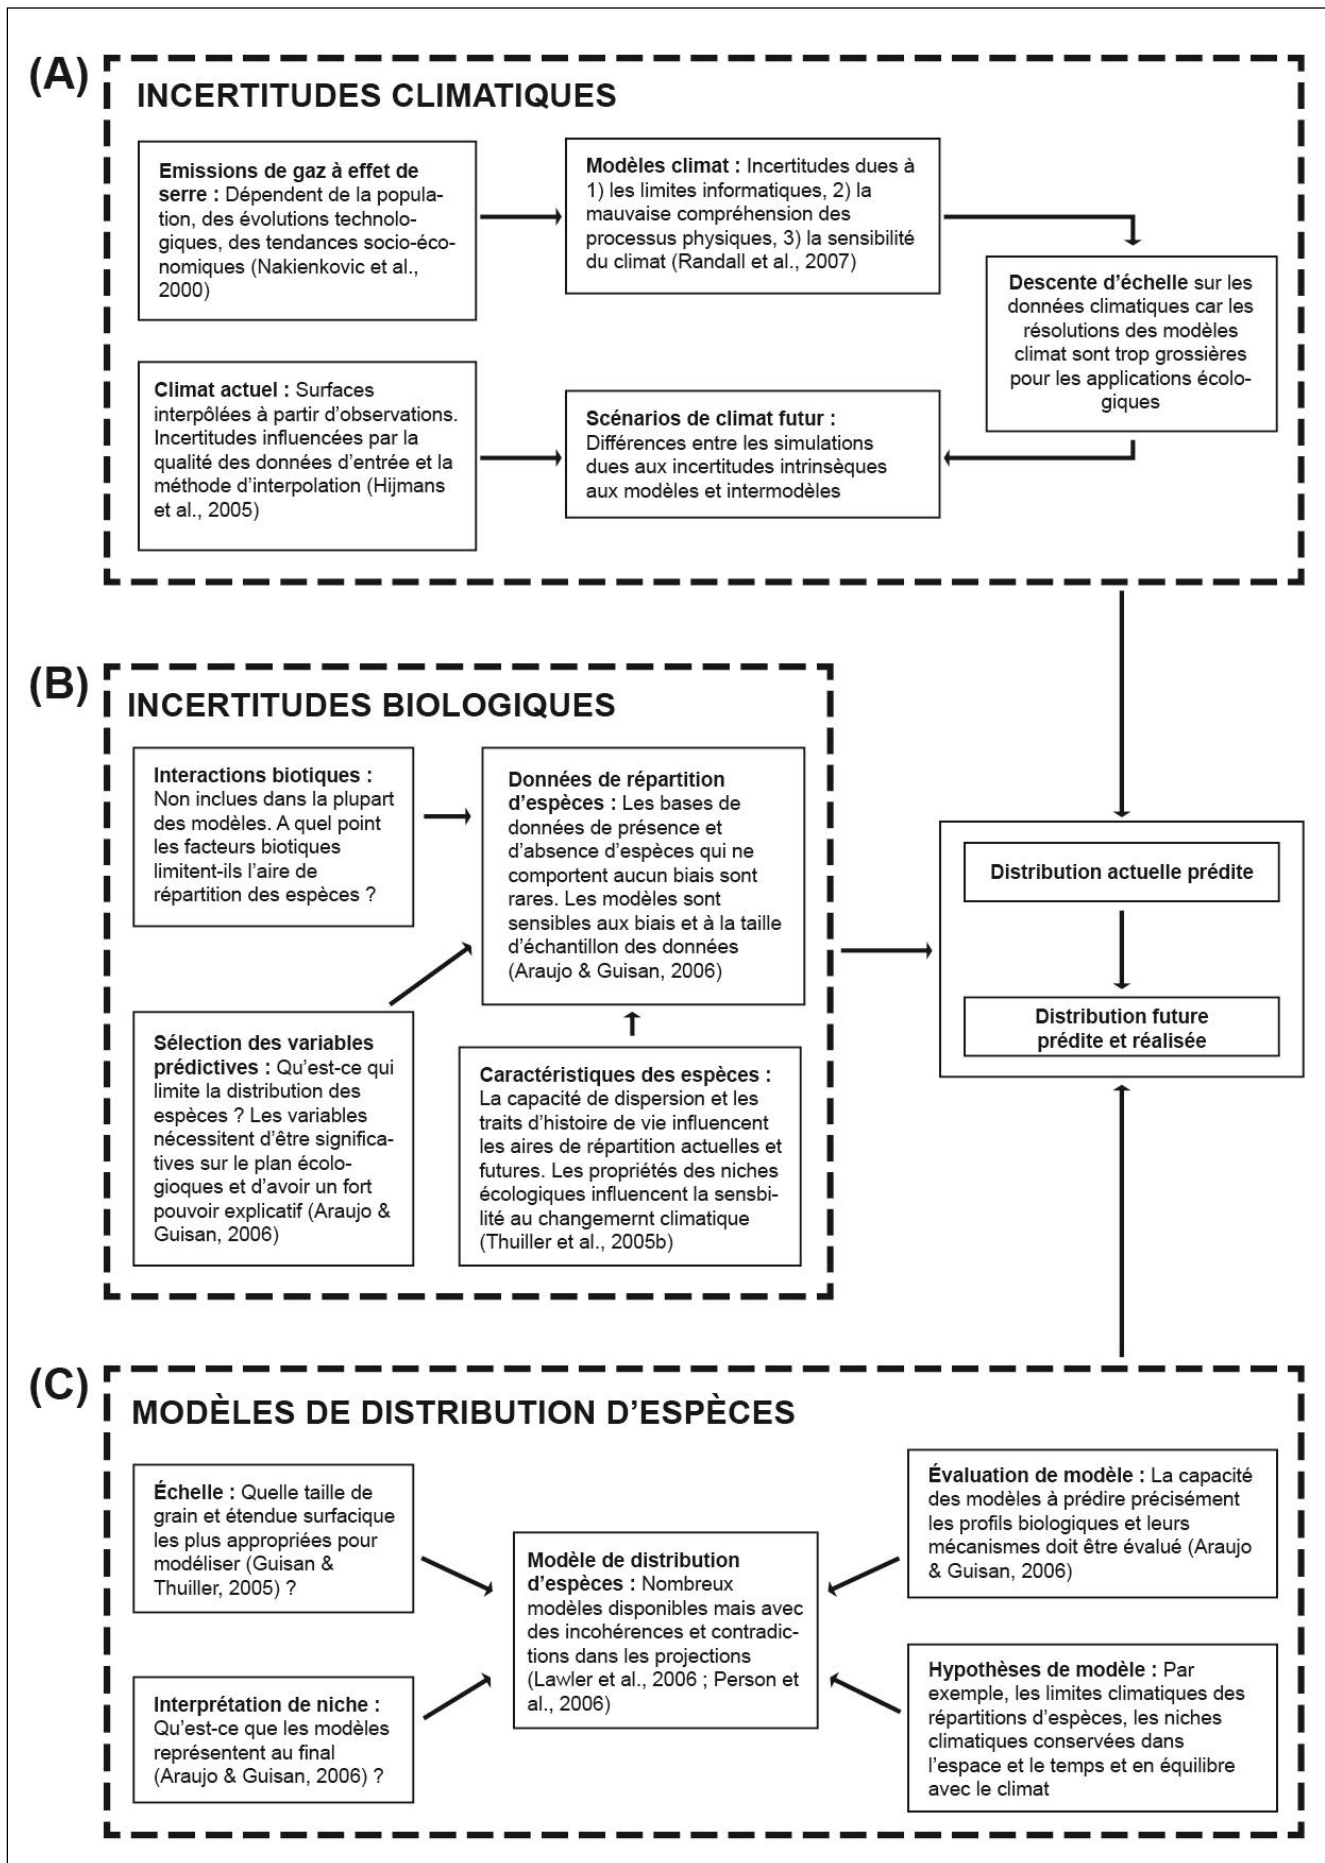 (A)
INCERTITUDES CLIMATIQUES
Emissions de gaz à effet de
serre : Dépendent de la popula-
tion, des évolutions technolo-
giques, des tendances socio-éco-
nomiques (Nakienkovic et al.,
2000)
Modèles climat : Incertitudes dues à
1) les limites informatiques, 2) la
mauvaise compréhension des
processus physiques, 3) la sensibilité
du climat (Randall et al., 2007)
Descente d’échelle sur les
données climatiques car les
résolutions des modèles
climat sont trop grossières
pour les applications écolo-
giques
Climat actuel : Surfaces
interpôlées à partir d’observations.
Incertitudes influencées par la
qualité des données d’entrée et la
méthode d’interpolation (Hijmans
et al., 2005)
Scénarios de climat futur :
Différences entre les simulations
dues aux incertitudes intrinsèques
aux modèles et intermodèles
(B)
INCERTITUDES BIOLOGIQUES
Interactions biotiques :
Non inclues dans la plupart
des modèles. A quel point
les facteurs biotiques
limitent-ils l’aire de
répartition des espèces ?
Données de répartition
d’espèces : Les bases de
données de présence et
d’absence d’espèces qui ne
comportent aucun biais sont
rares. Les modèles sont
sensibles aux biais et à la taille
d’échantillon des données
(Araujo & Guisan, 2006)
Sélection des variables
prédictives : Qu’est-ce qui
limite la distribution des
espèces ? Les variables
nécessitent d’être significa-
tives sur le plan écolo-
gioques et d’avoir un fort
pouvoir explicatif (Araujo &
Guisan, 2006)
Caractéristiques des espèces :
La capacité de dispersion et les
traits d’histoire de vie influencent
les aires de répartition actuelles et
futures. Les propriétés des niches
écologiques influencent la sensbi-
lité au changemernt climatique
(Thuiller et al., 2005b)
Distribution actuelle prédite
Distribution future
prédite et réalisée
(C)
MODÈLES DE DISTRIBUTION D’ESPÈCES
Échelle : Quelle taille de
grain et étendue surfacique
les plus appropriées pour
modéliser (Guisan &
Thuiller, 2005) ?
Interprétation de niche :
Qu’est-ce que les modèles
représentent au final
(Araujo & Guisan, 2006) ?
Modèle de distribution
d’espèces : Nombreux
modèles disponibles mais avec
des incohérences et contradic-
tions dans les projections
(Lawler et al., 2006 ; Person et
al., 2006)
Évaluation de modèle : La capacité
des modèles à prédire précisément
les profils biologiques et leurs
mécanismes doit être évalué (Araujo
& Guisan, 2006)
Hypothèses de modèle : Par
exemple, les limites climatiques des
répartitions d’espèces, les niches
climatiques conservées dans
l’espace et le temps et en équilibre
avec le climat